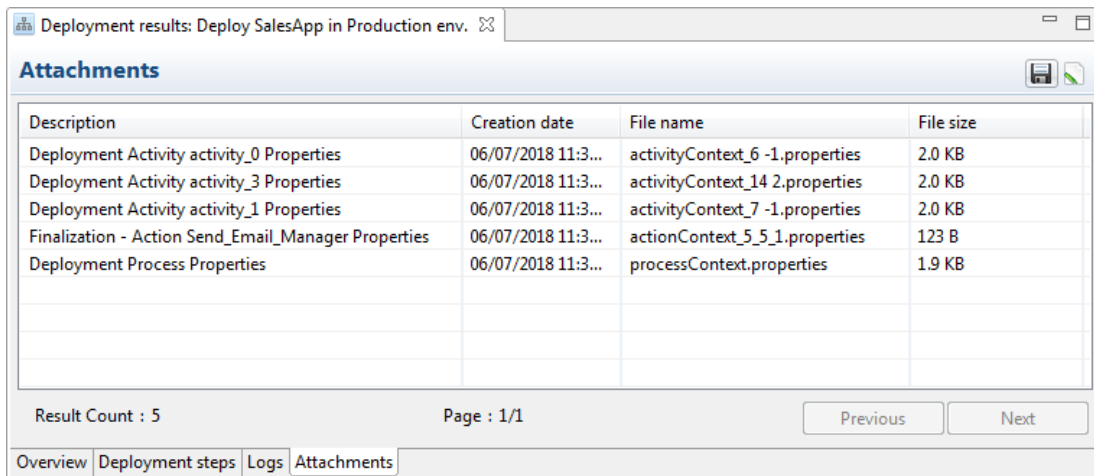 Deployment results: Deploy SalesApp in Production env.
Attachments
Description Creation date File name File size
Deployment Activity activity_0 Properties 06/07/2018 11:3... activityContext_6 -1.properties 2.0 KB
Deployment Activity activity_3 Properties 06/07/2018 11:3... activityContext_14 2.properties 2.0 KB
Deployment Activity activity_1 Properties 06/07/2018 11:3... activityContext_7 -1.properties 2.0 KB
Finalization - Action Send_Email_Manager Properties 06/07/2018 11:3... actionContext_5_5_1.properties 123 B
Deployment Process Properties 06/07/2018 11:3... processContext.properties 1.9 KB
Result Count : 5 Page : 1/1 Previous Next
Overview Deployment steps Logs Attachments